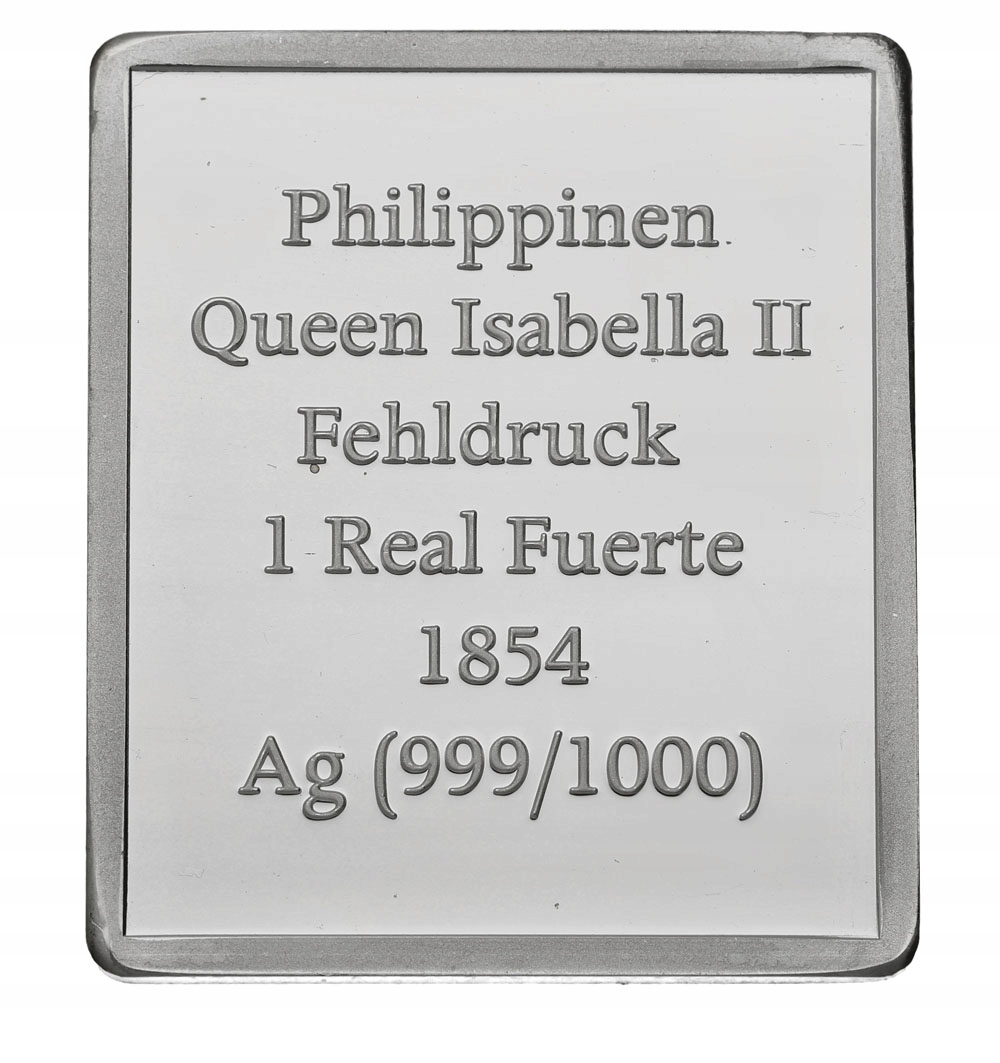 Philippinen
Queen Isabella II
Fehldruck
1 Real Fuerte
1854
Ag (999/1000)